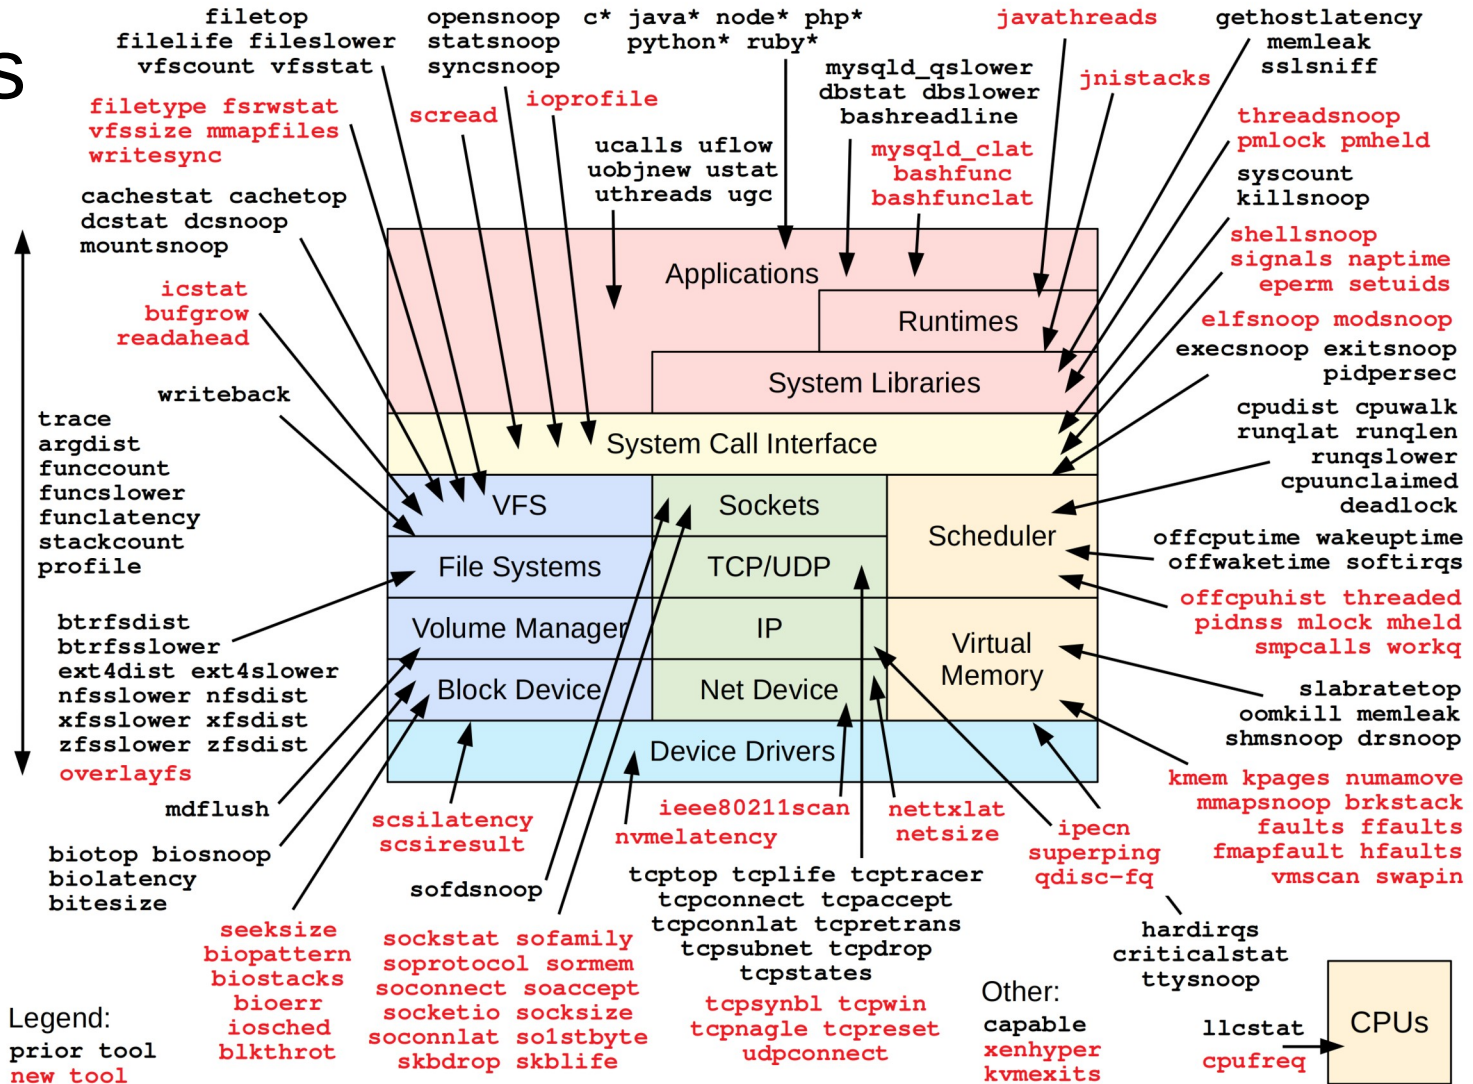 s
filetop
filelife fileslower
vfscount vfsstat
opensnoop
statsnoop
syncsnoop
c* java* node* php*
python* ruby*
javathreads
gethostlatency
memleak
sslsniff
mysqld_qslower
dbstat dbslower
bashreadline
jnistacks
filetype fsrwstat
vfssize mmapfiles
writesync
scread
ioprofile
threadsnoop
pmlock pmheld
ucalls uflow
uobjnew ustat
uthreads ugc
mysqld_clat
bashfunc
bashfunclat
syscount
killsnoop
cachestat cachetop
dcstat dcsnoop
mountsnoop
shellsnoop
signals naptime
eperm setuids
icstat
bufgrow
readahead
elfsnoop modsnoop
execsnoop exitsnoop
pidpersec
Applications
Runtimes
System Libraries
System Call Interface
writeback
trace
argdist
funccount
funcslower
funclatency
stackcount
profile
cpudist cpuwalk
runqlat runqlen
runqslower
cpuunclaimed
deadlock
VFS
Sockets
Scheduler
File Systems
TCP/UDP
offcputime wakeuptime
offwaketime softirqs
offcpuhist threaded
pidnss mlock mheld
smpcalls workq
btrfsdist
btrfsslower
ext4dist ext4slower
nfsslower nfsdist
xfsslower xfsdist
zfsslower zfsdist
overlayfs
Volume Manager
IP
Virtual
Memory
Block Device
Net Device
slabratetop
oomkill memleak
shmsnoop drsnoop
Device Drivers
kmem kpages numamove
mmapsnoop brkstack
faults ffaults
fmapfault hfaults
vmscan swapin
mdflush
scsilatency
scsiresult
nvmelatency
ieee80211scan
nettxlat
netsize
ipecn
superping
qdisc-fq
biotop biosnoop
biolatency
bitesize
sofdsnoop
tcptop tcplife tcptracer
tcpconnect tcpaccept
tcpconnlat tcpretrans
tcpsubnet tcpdrop
tcpstates
hardirqs
criticalstat
ttysnoop
seeksize
biopattern
biostacks
bioerr
iosched
blkthrot
sockstat sofamily
soprotocol sormem
soconnect soaccept
socketio socksize
soconnlat so1stbyte
skbdrop skblife
tcpsynbl tcpwin
tcpnagle tcpreset
udpconnect
Other:
capable
xenhyper
kvmexits
llcstat
cpufreq
CPUs
Legend:
prior tool
new tool